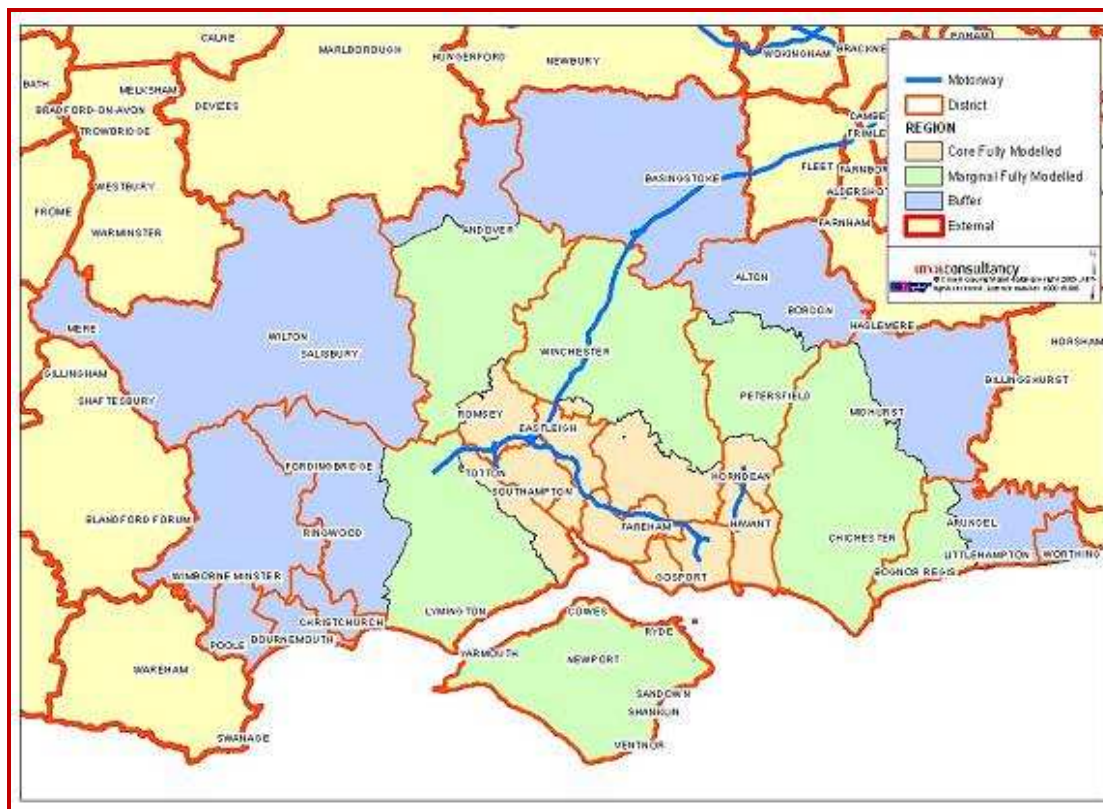 CALNE
MARLBOROUGH
HUNGERFORD
NEWBURY
WOKINGHAM
BATH
MELKSHAM
BRADFORD-ON-AVON
TROWBRIDGE
DEVIZES
Motorway
District
REGION
Core Fully Modelled
Marginal Fully Modelled
Buffer
External
consultancy
WESTBURY
FROME
WARMINSTER
BASINGSTOKE
FRIMLEY
FLEET
FARNBOR
ALDERSHOT
FARNHAM
ANDOVER
ALTON
BORDON
HASLEMERE
HORSHAM
MERE
WILTON
SALISBURY
WINCHESTER
GILLINGHAM
SHAFTESBURY
BILLINGSHURST
PETERSFIELD
MIDHURST
ROMSEY
EASTLEIGH
FORDINGBRIDGE
TOTTON
HORNDEAN
SOUTHAMPTON
BLANDFORD FORUM
RINGWOOD
FAREHAM
HAVANT
ARUNDEL
CHICHESTER
LITTLEHAMPTON
WORTHING
BOGNOR REGIS
WIMBORNE MINSTER
GOSPORT
LYMINGTON
CHRISTCHURCH
COWES
BOURNEMOUTH
POOLE
RYDE
YARMOUTH
NEWPORT
WAREHAM
SANDOWN
SHANKLIN
SWANAGE
VENTNOR